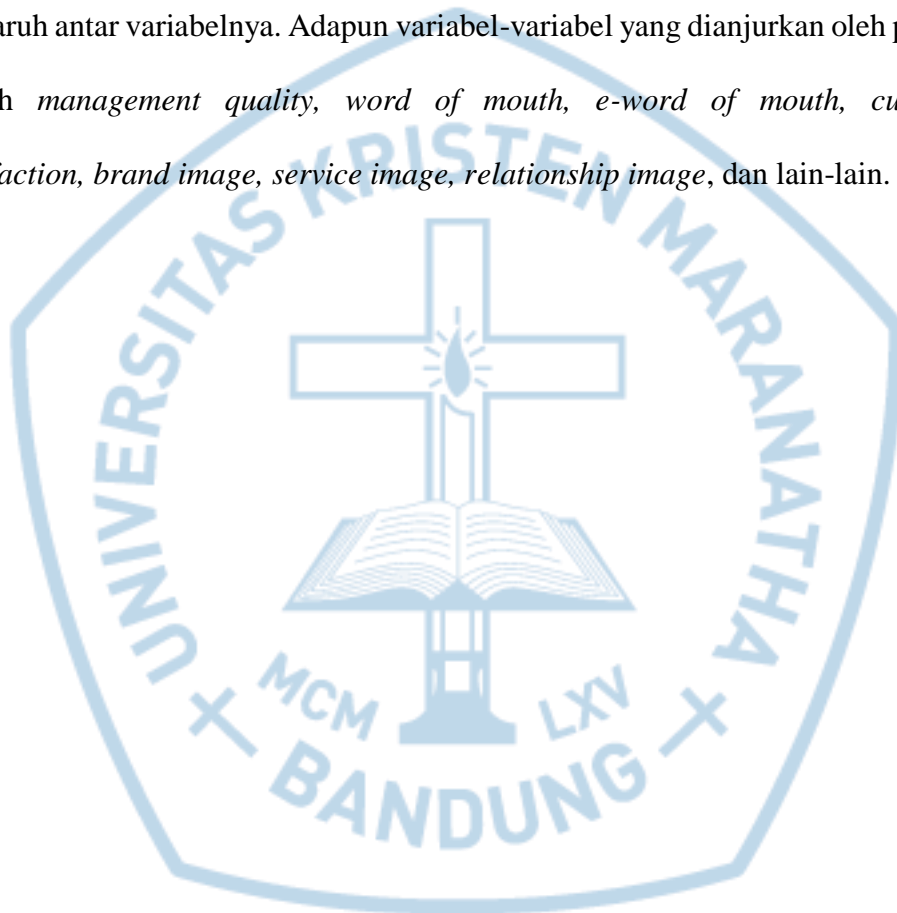 aruh antar variabelnya. Adapun variabel-variabel yang dianjurkan oleh p
h management quality, word of mouth, e-word of mouth, cu
faction, brand image, service image, relationship image, dan lain-lain.
UNIVERSITAS KRISTEN MARANATHA
MCM LXV
BANDUNG